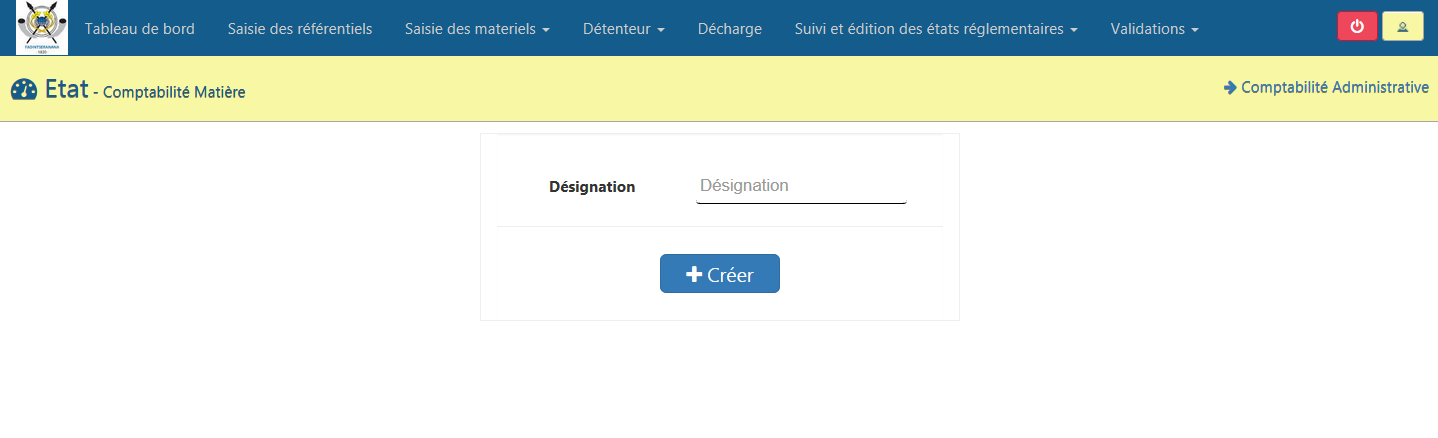 Tableau de bord Saisie des référentiels Saisie des materiels Détenteur Décharge Suivi et édition des états réglementaires Validations
Etat - Comptabilité Matière Comptabilité Administrative
Désignation Désignation
Créer